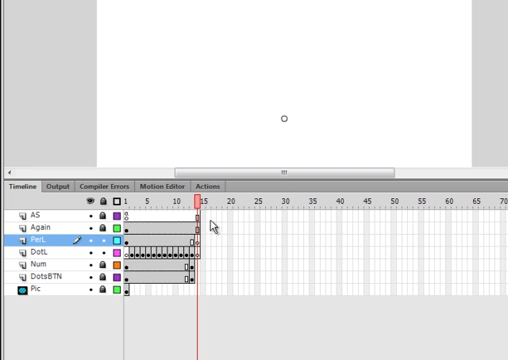 Timeline Output Compiler Errors Motion Editor Actions
1 5 10 15 20 25 30 35 40 45 50 55 60 65 70
AS
Again
PerL
DotL
Num
DotsBTN
Pic